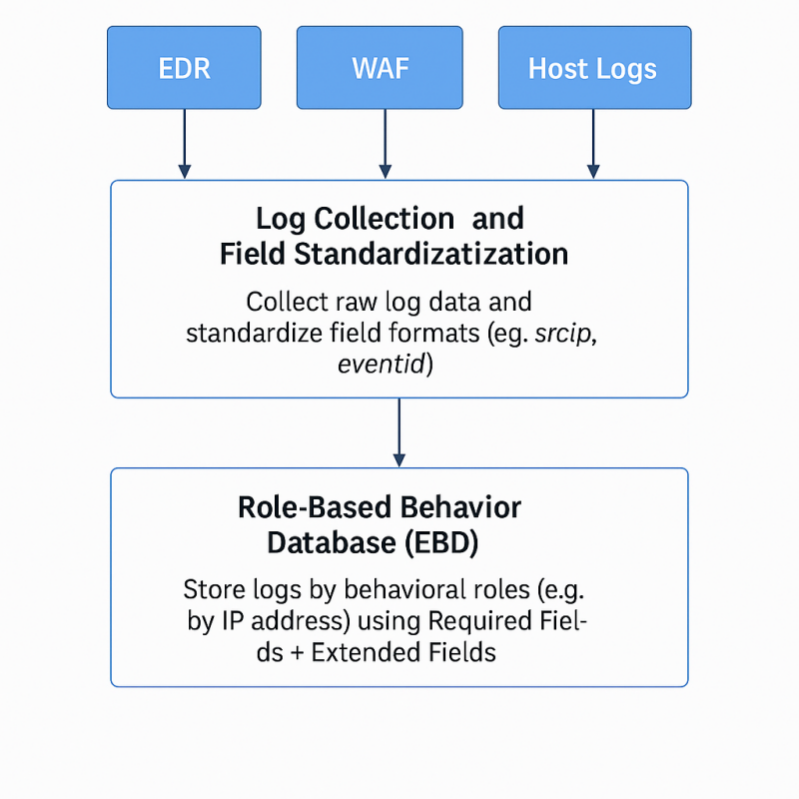 EDR
WAF
Host Logs
Log Collection and
Field Standardizatization
Collect raw log data and
standardize field formats (eg. srcip,
eventid)
Role-Based Behavior
Database (EBD)
Store logs by behavioral roles (e.g.
by IP address) using Required Fiel-
ds + Extended Fields